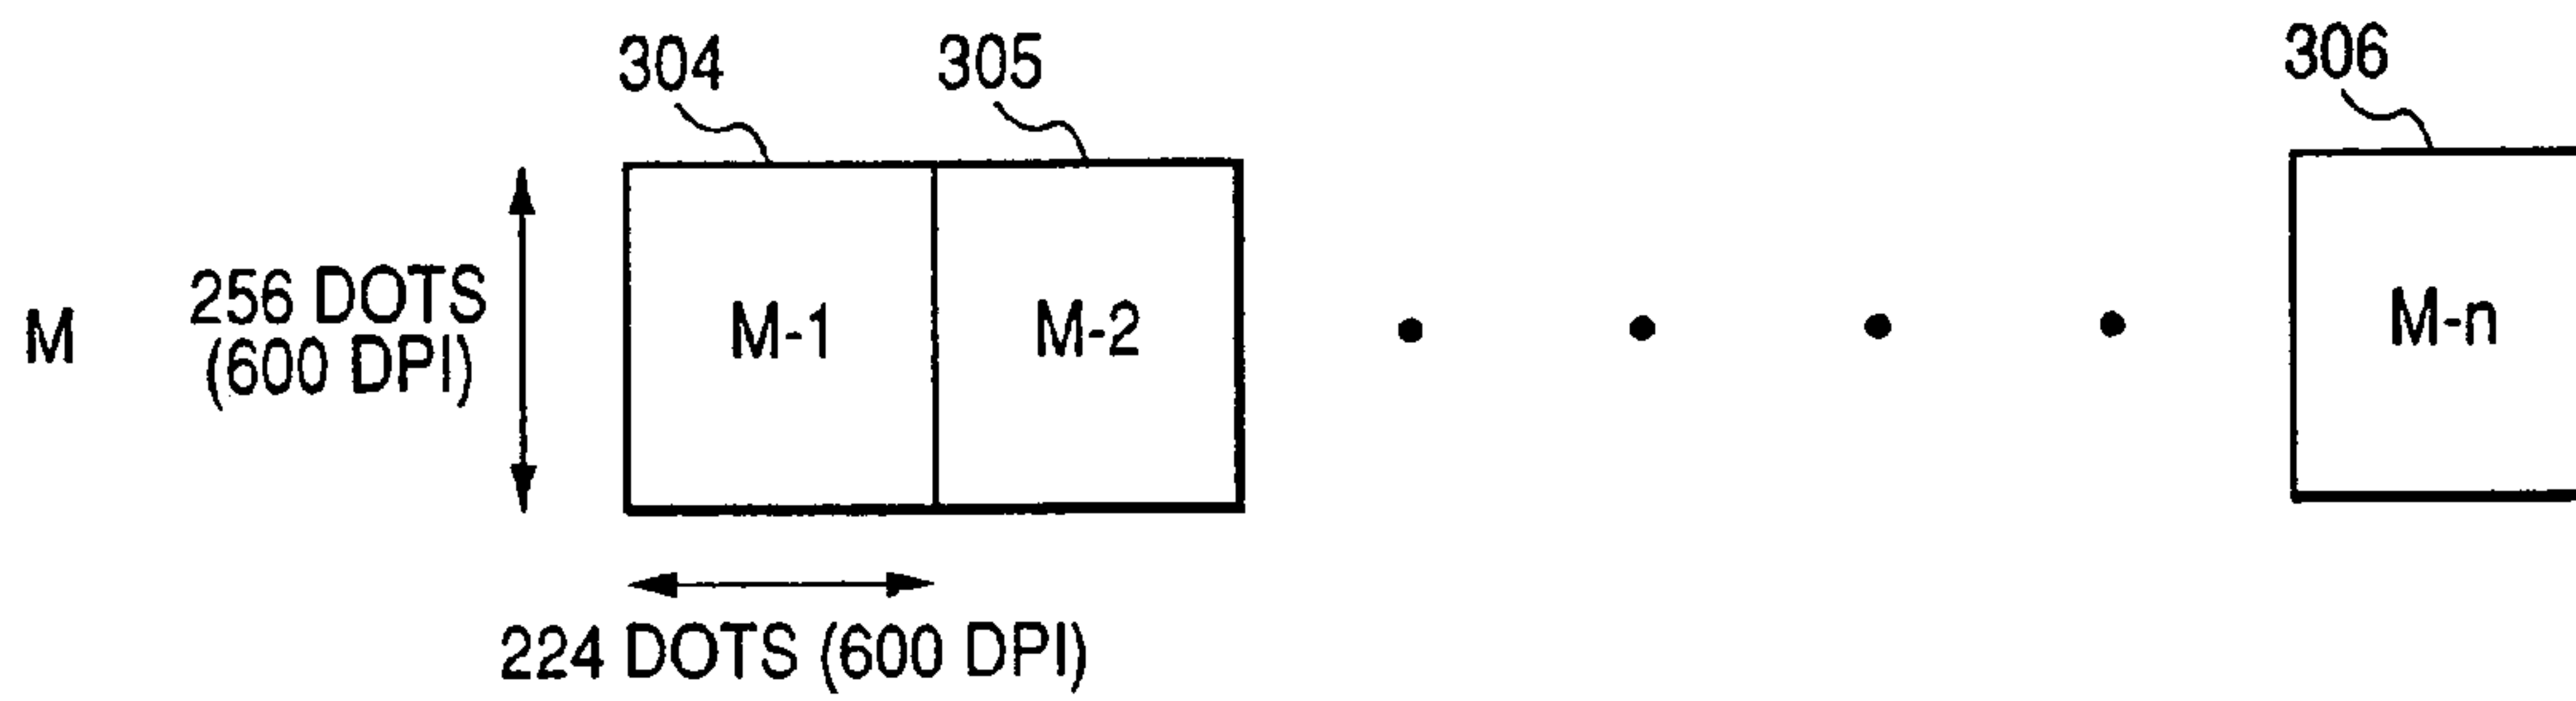 304
305
306
M
256 DOTS
(600 DPI)
M-1
M-2
M-n
224 DOTS (600 DPI)